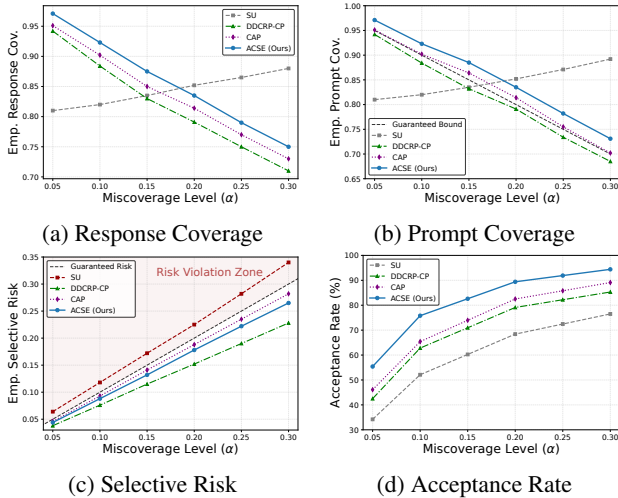 Emp. Response Cov.
0.95
0.90
0.85
0.80
0.75
0.70
SU
DDCRP-CP
CAP
ACSE (Ours)
0.05 0.10 0.15 0.20 0.25 0.30
Miscoverage Level (α)
(a) Response Coverage
Emp. Prompt Cov.
1.00
0.95
0.90
0.85
0.80
0.75
0.70
0.65
Guaranteed Bound
SU
DDCRP-CP
CAP
ACSE (Ours)
0.05 0.10 0.15 0.20 0.25 0.30
Miscoverage Level (α)
(b) Prompt Coverage
Emp. Selective Risk
0.35
0.30
0.25
0.20
0.15
0.10
0.05
Guaranteed Risk
SU
DDCRP-CP
CAP
ACSE (Ours)
Risk Violation Zone
0.05 0.10 0.15 0.20 0.25 0.30
Miscoverage Level (α)
(c) Selective Risk
Acceptance Rate (%)
100
90
80
70
60
50
40
30
SU
DDCRP-CP
CAP
ACSE (Ours)
0.05 0.10 0.15 0.20 0.25 0.30
Miscoverage Level (α)
(d) Acceptance Rate